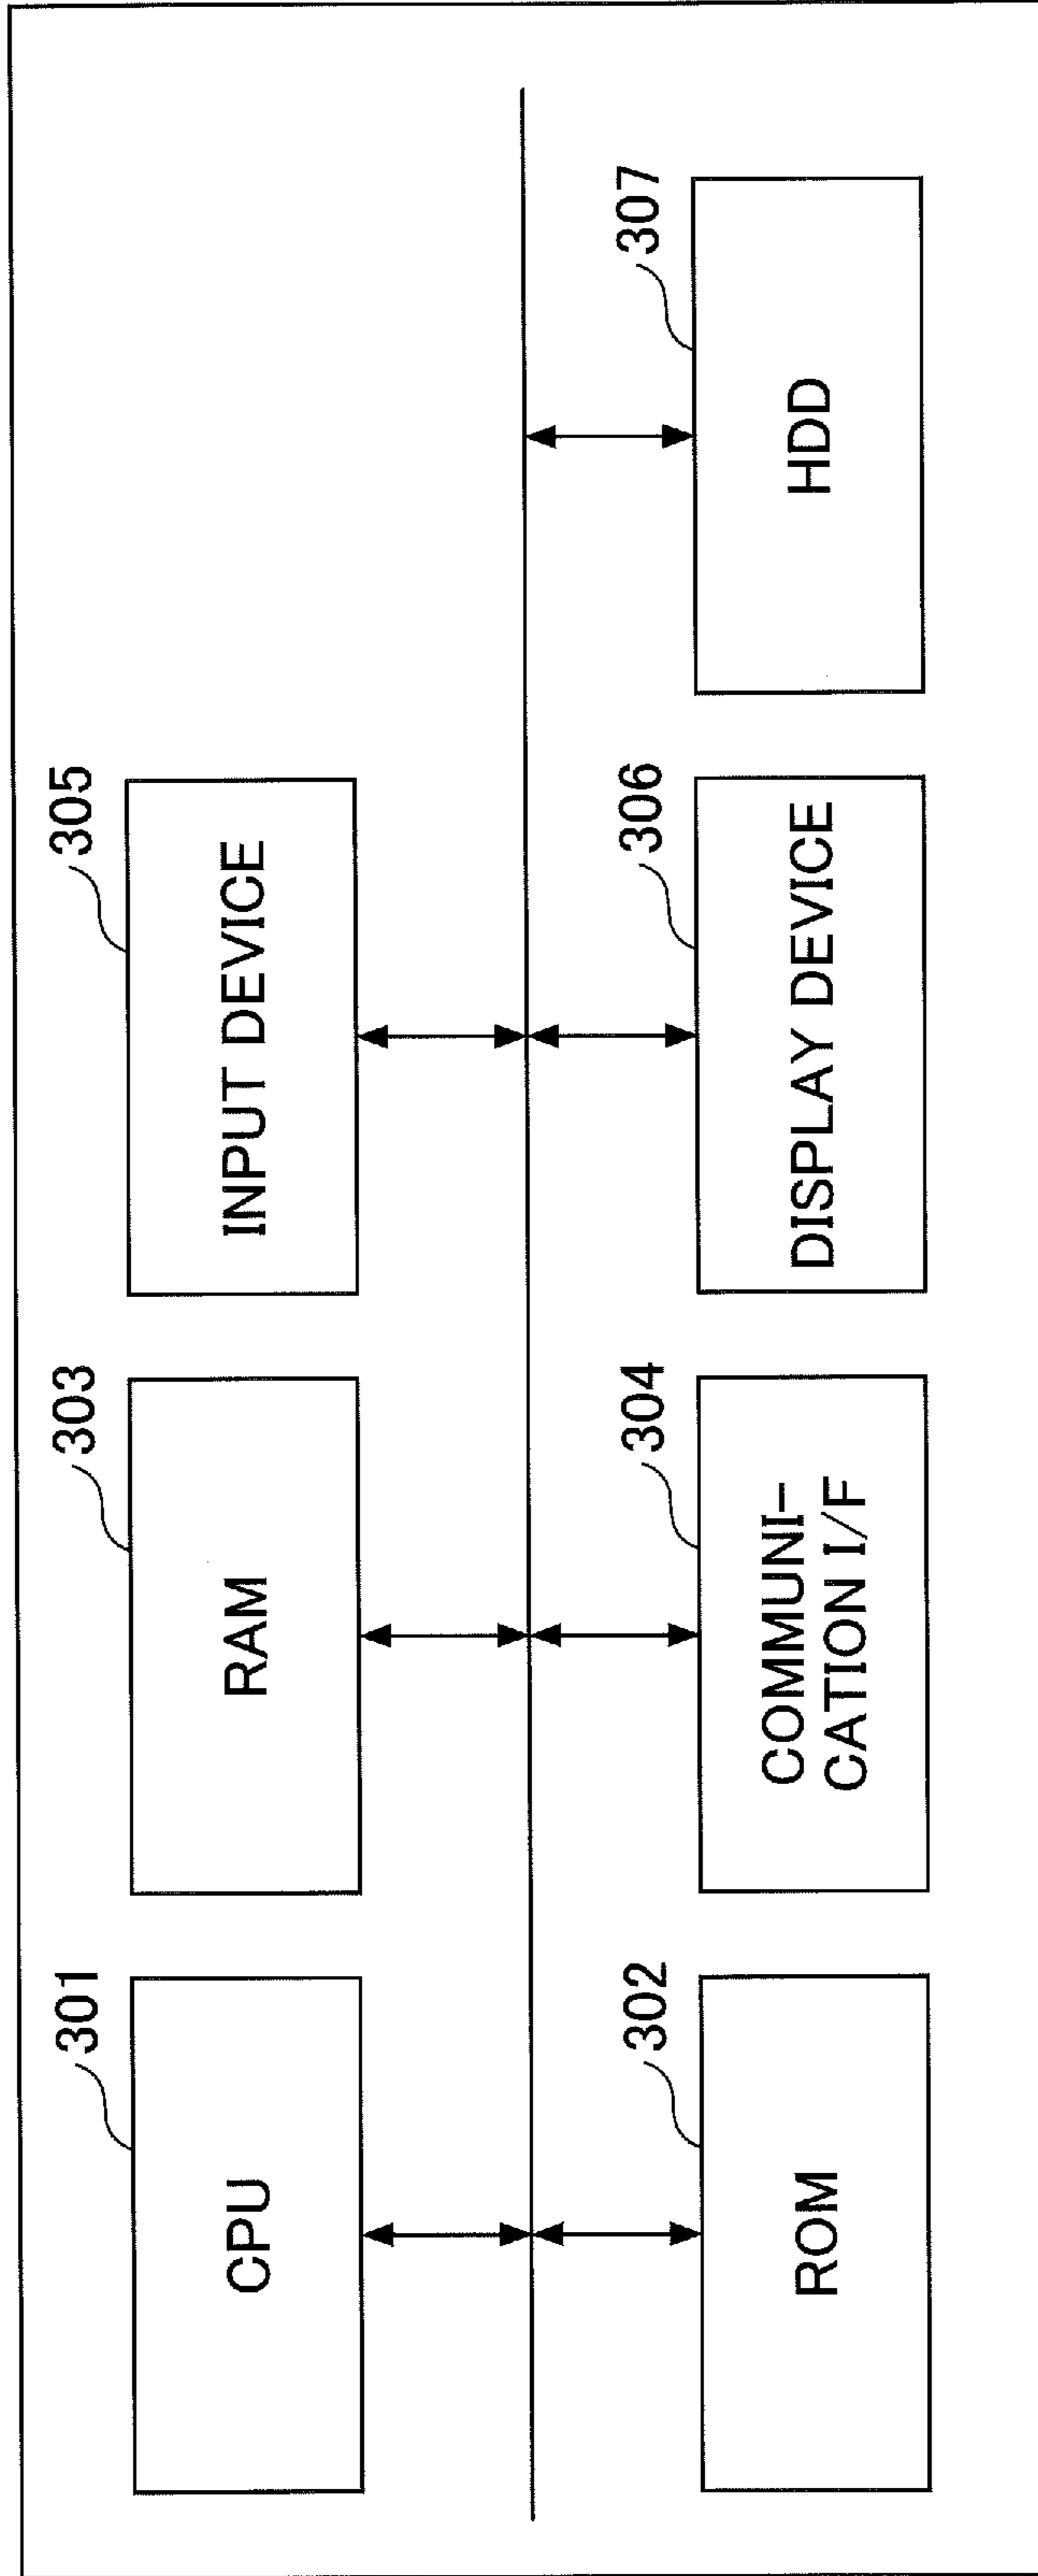 301
CPU
303
RAM
305
INPUT DEVICE
302
ROM
304
COMMUNI-
CATION I/F
306
DISPLAY DEVICE
307
HDD